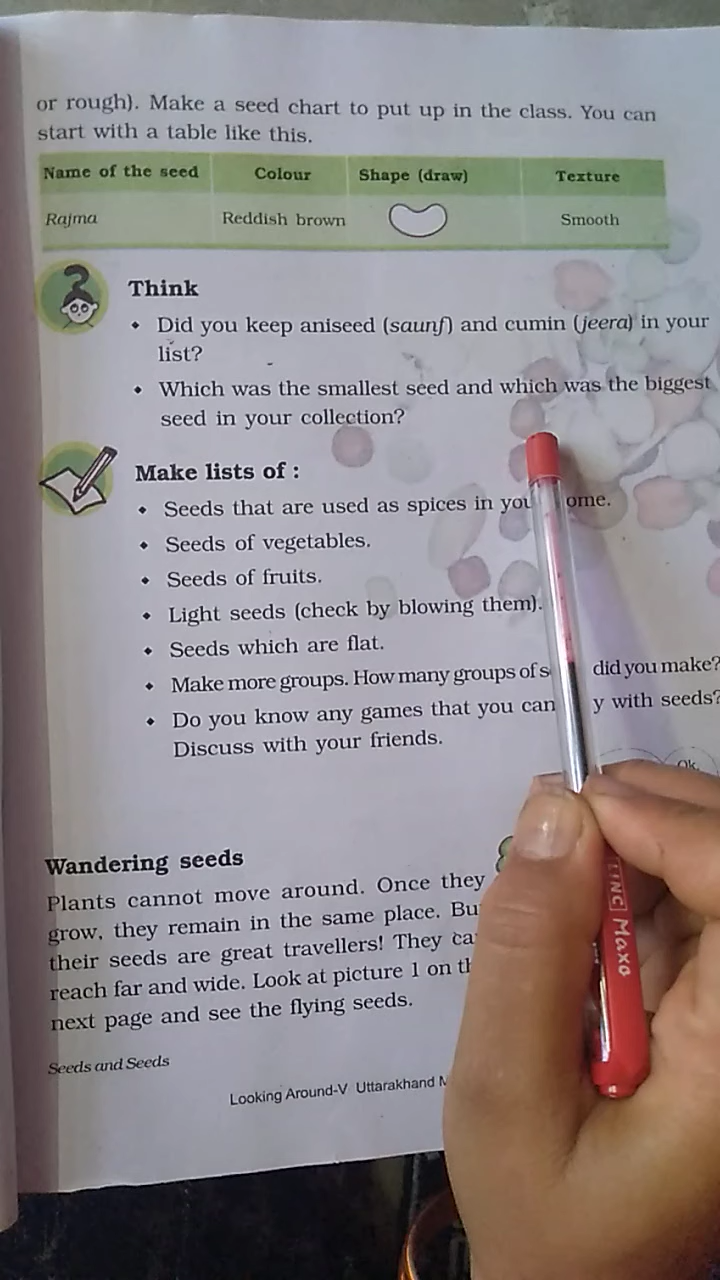 or rough). Make a seed chart to put up in the class. You can
start with a table like this.
Name of the seed Colour Shape (draw) Texture
Rajma Reddish brown Smooth
Think
• Did you keep aniseed (saunf) and cumin (jeera) in your
list?
• Which was the smallest seed and which was the biggest
seed in your collection?
Make lists of :
• Seeds that are used as spices in you ome.
• Seeds of vegetables.
• Seeds of fruits.
• Light seeds (check by blowing them).
• Seeds which are flat.
• Make more groups. How many groups of s did you make?
• Do you know any games that you can y with seeds?
Discuss with your friends.
Ok,
Wandering seeds
Plants cannot move around. Once they
grow, they remain in the same place. Bu
their seeds are great travellers! They ca
reach far and wide. Look at picture 1 on th
next page and see the flying seeds.
Seeds and Seeds
Looking Around-V Uttarakhand
LINC Maxo